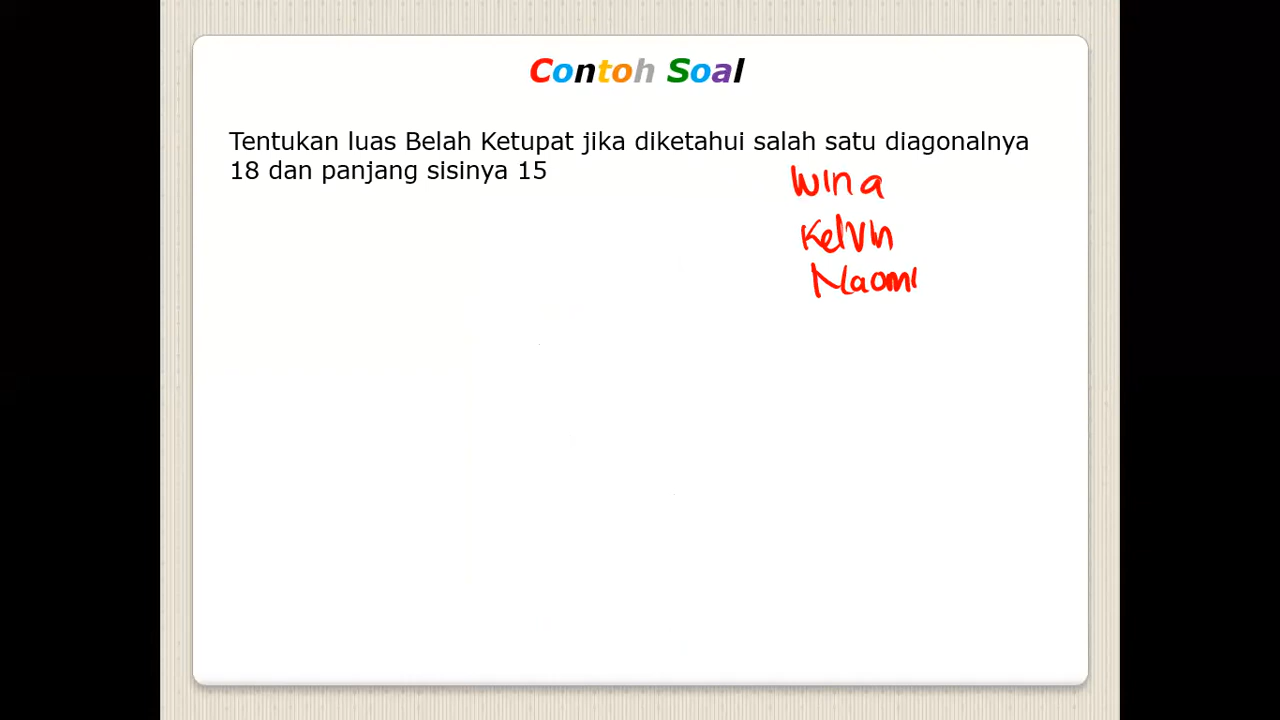 Contoh Soal
Tentukan luas Belah Ketupat jika diketahui salah satu diagonalnya
18 dan panjang sisinya 15
Wina
Kelvin
Naomi